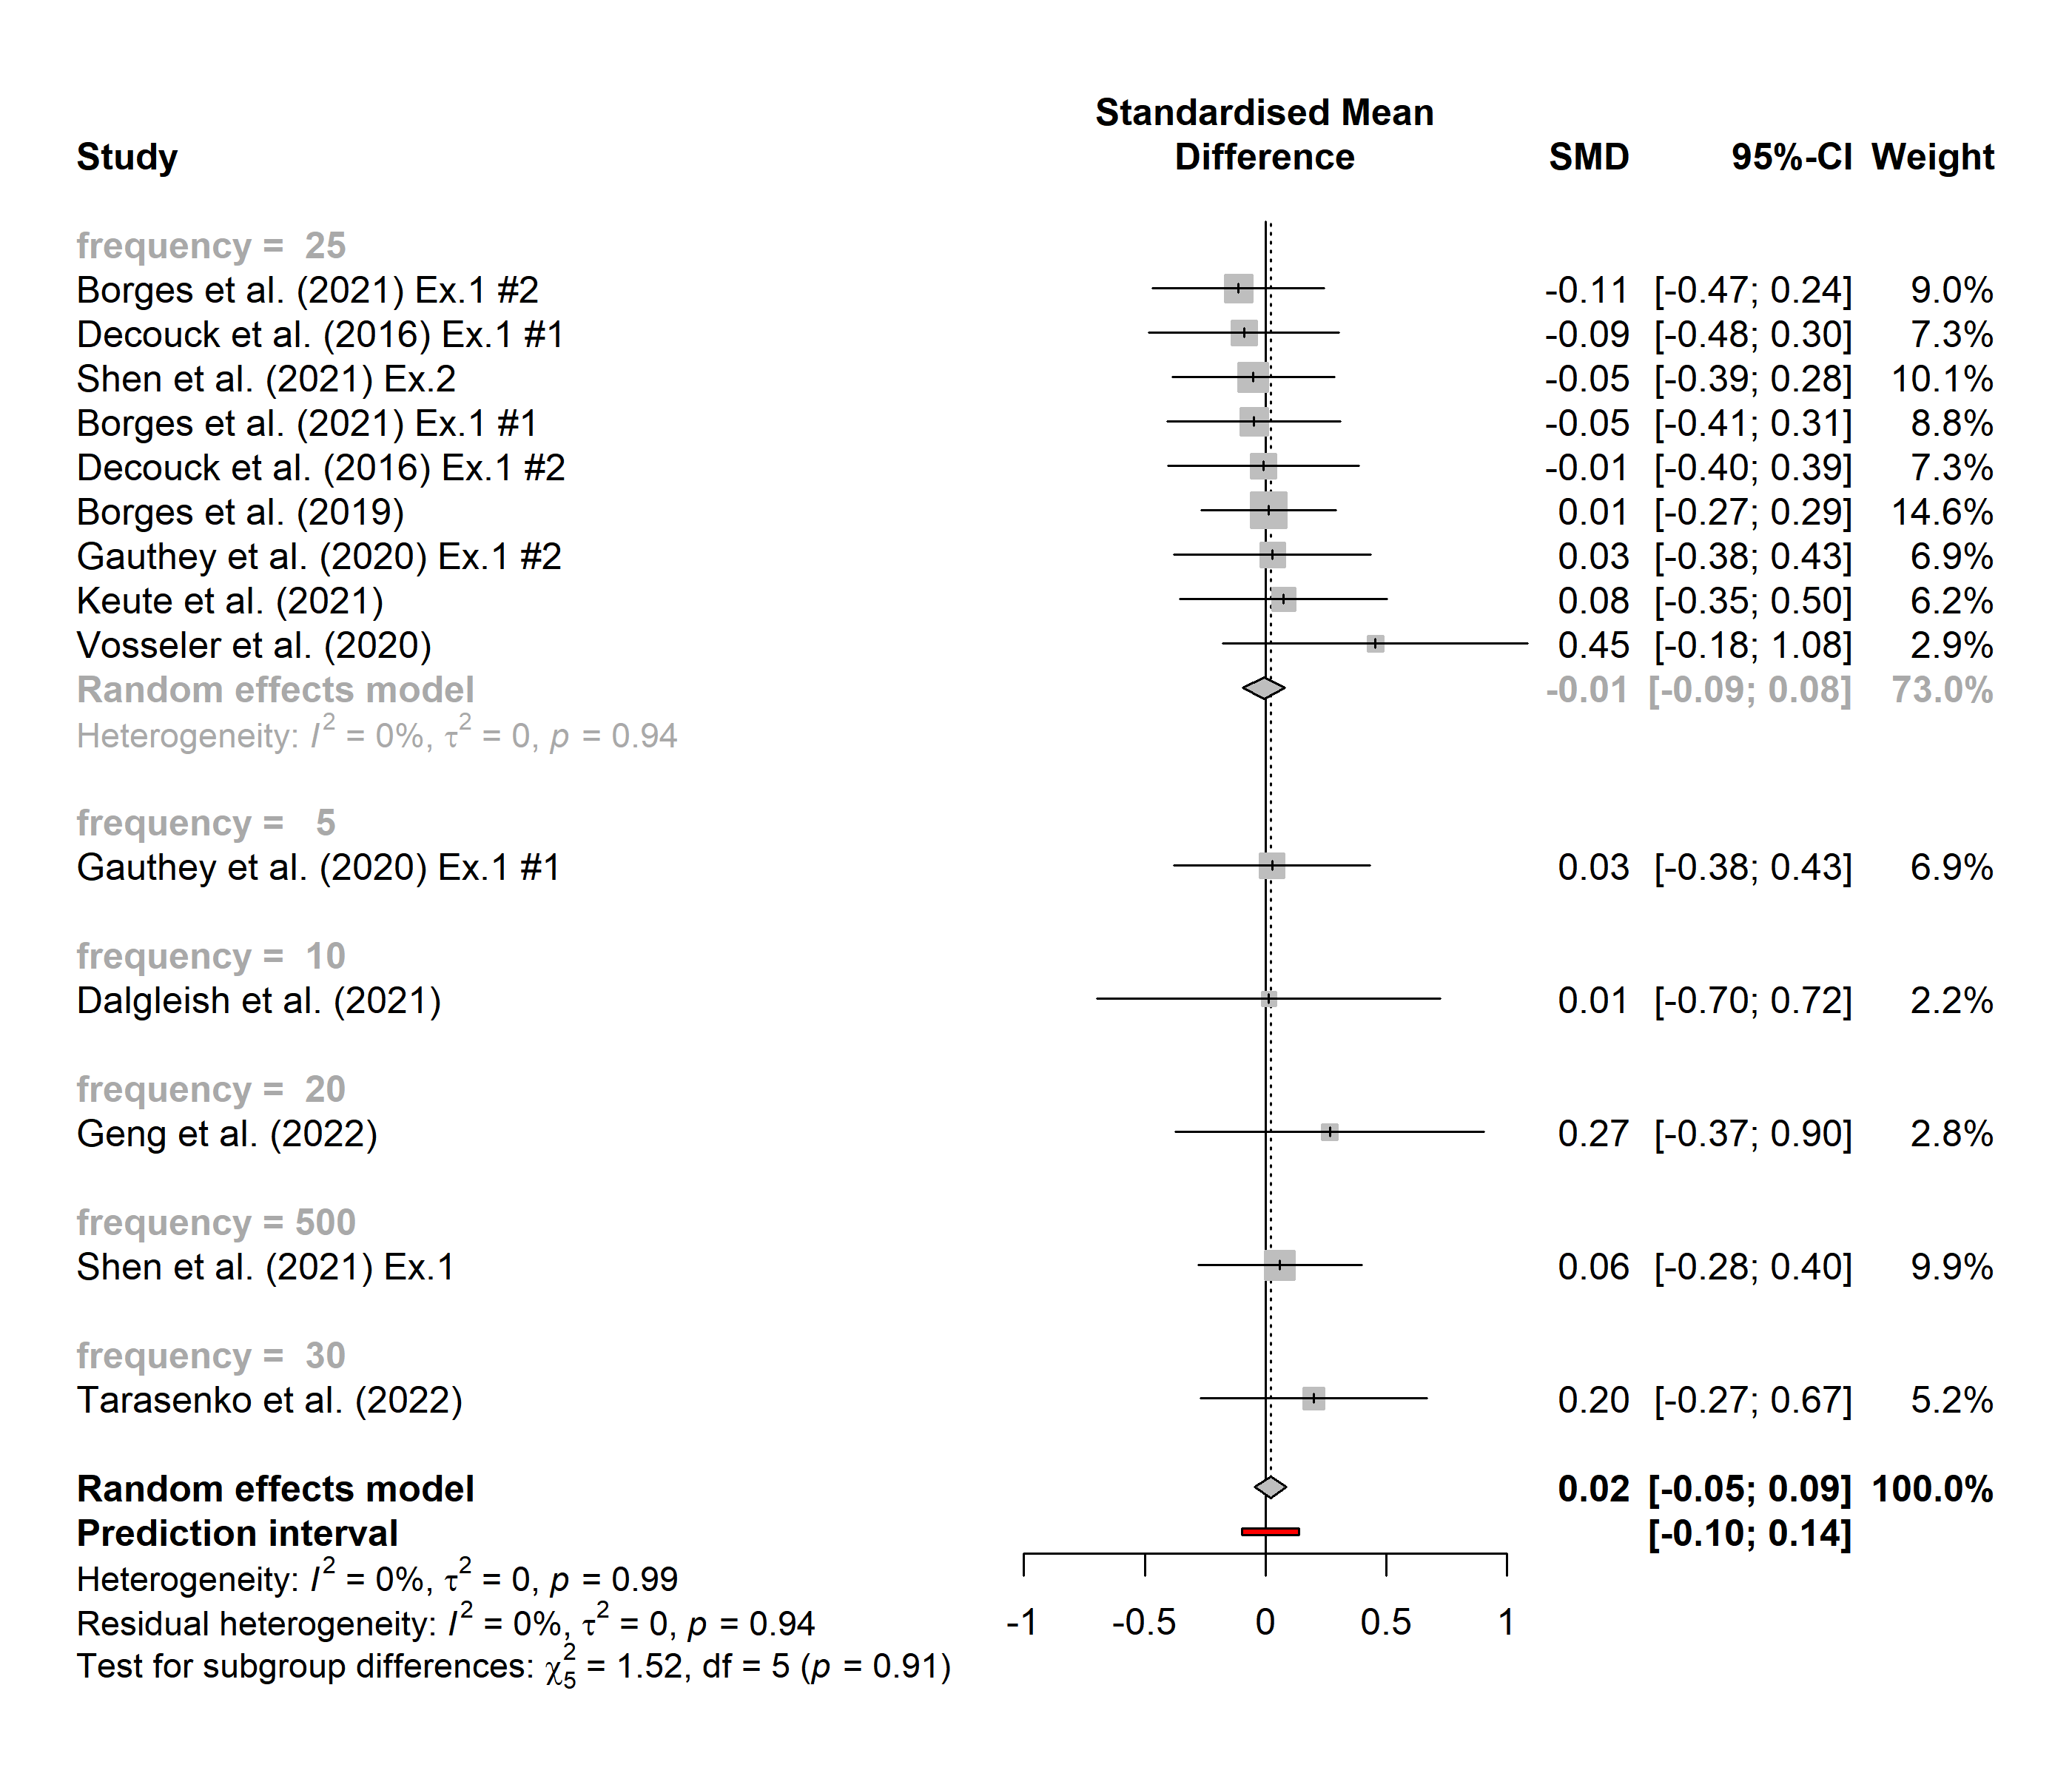 Standardised Mean
Study Difference SMD 95%-CI Weight
frequency = 25
Borges et al. (2021) Ex.1 #2 -0.11 [-0.47; 0.24] 9.0%
Decouck et al. (2016) Ex.1 #1 -0.09 [-0.48; 0.30] 7.3%
Shen et al. (2021) Ex.2 -0.05 [-0.39; 0.28] 10.1%
Borges et al. (2021) Ex.1 #1 -0.05 [-0.41; 0.31] 8.8%
Decouck et al. (2016) Ex.1 #2 -0.01 [-0.40; 0.39] 7.3%
Borges et al. (2019) 0.01 [-0.27; 0.29] 14.6%
Gauthey et al. (2020) Ex.1 #2 0.03 [-0.38; 0.43] 6.9%
Keute et al. (2021) 0.08 [-0.35; 0.50] 6.2%
Vosseler et al. (2020) 0.45 [-0.18; 1.08] 2.9%
Random effects model -0.01 [-0.09; 0.08] 73.0%
Heterogeneity: I² = 0%, τ² = 0, p = 0.94
frequency = 5
Gauthey et al. (2020) Ex.1 #1 0.03 [-0.38; 0.43] 6.9%
frequency = 10
Dalgleish et al. (2021) 0.01 [-0.70; 0.72] 2.2%
frequency = 20
Geng et al. (2022) 0.27 [-0.37; 0.90] 2.8%
frequency = 500
Shen et al. (2021) Ex.1 0.06 [-0.28; 0.40] 9.9%
frequency = 30
Tarasenko et al. (2022) 0.20 [-0.27; 0.67] 5.2%
Random effects model 0.02 [-0.05; 0.09] 100.0%
Prediction interval [-0.10; 0.14]
Heterogeneity: I² = 0%, τ² = 0, p = 0.99
Residual heterogeneity: I² = 0%, τ² = 0, p = 0.94
-1 -0.5 0 0.5 1
Test for subgroup differences: χ²₅ = 1.52, df = 5 (p = 0.91)